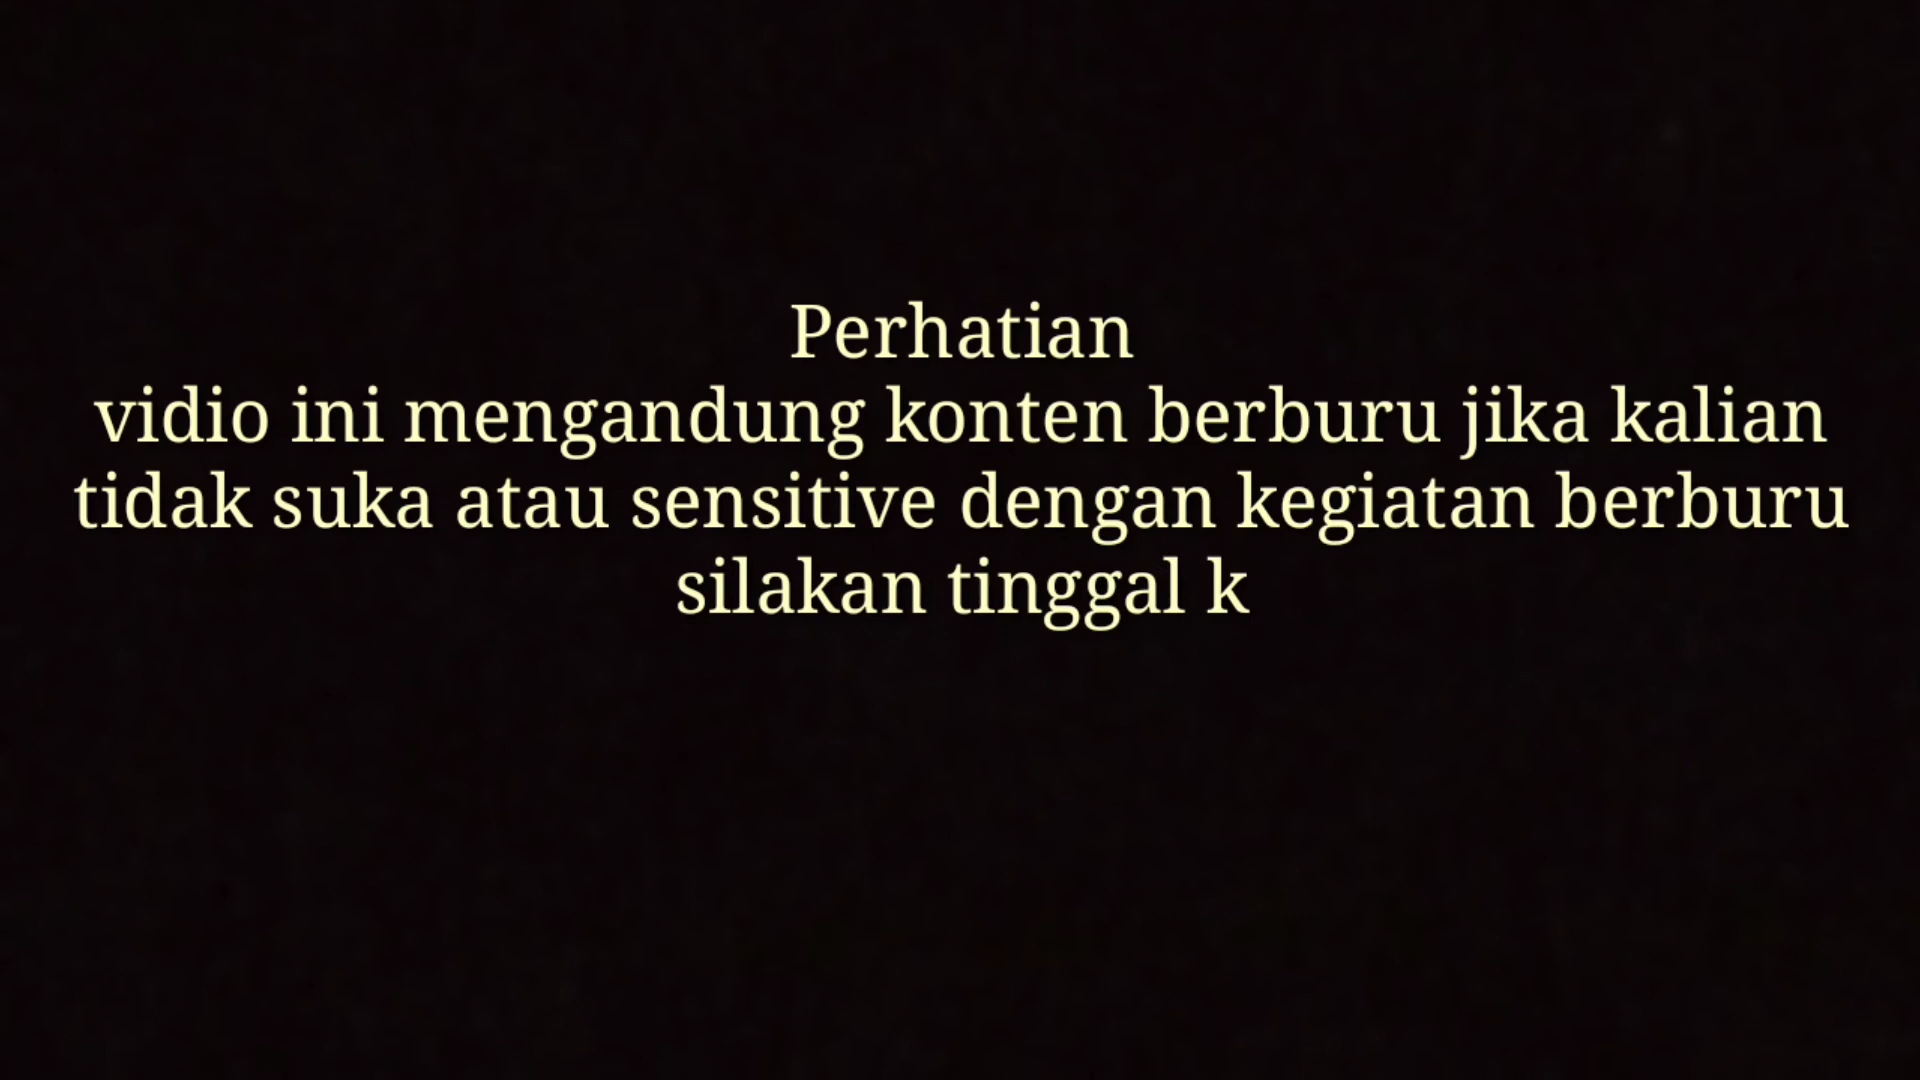 Perhatian
vidio ini mengandung konten berburu jika kalian
tidak suka atau sensitive dengan kegiatan berburu
silakan tinggal k